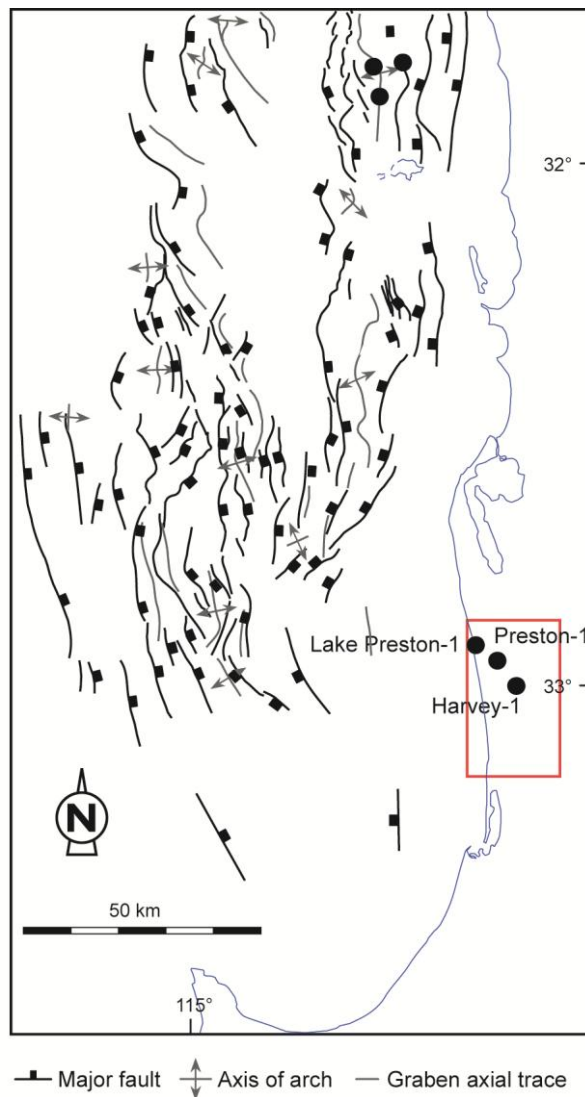 32°
Lake Preston-1
Preston-1
33°
Harvey-1
N
50 km
115°
Major fault
Axis of arch
Graben axial trace